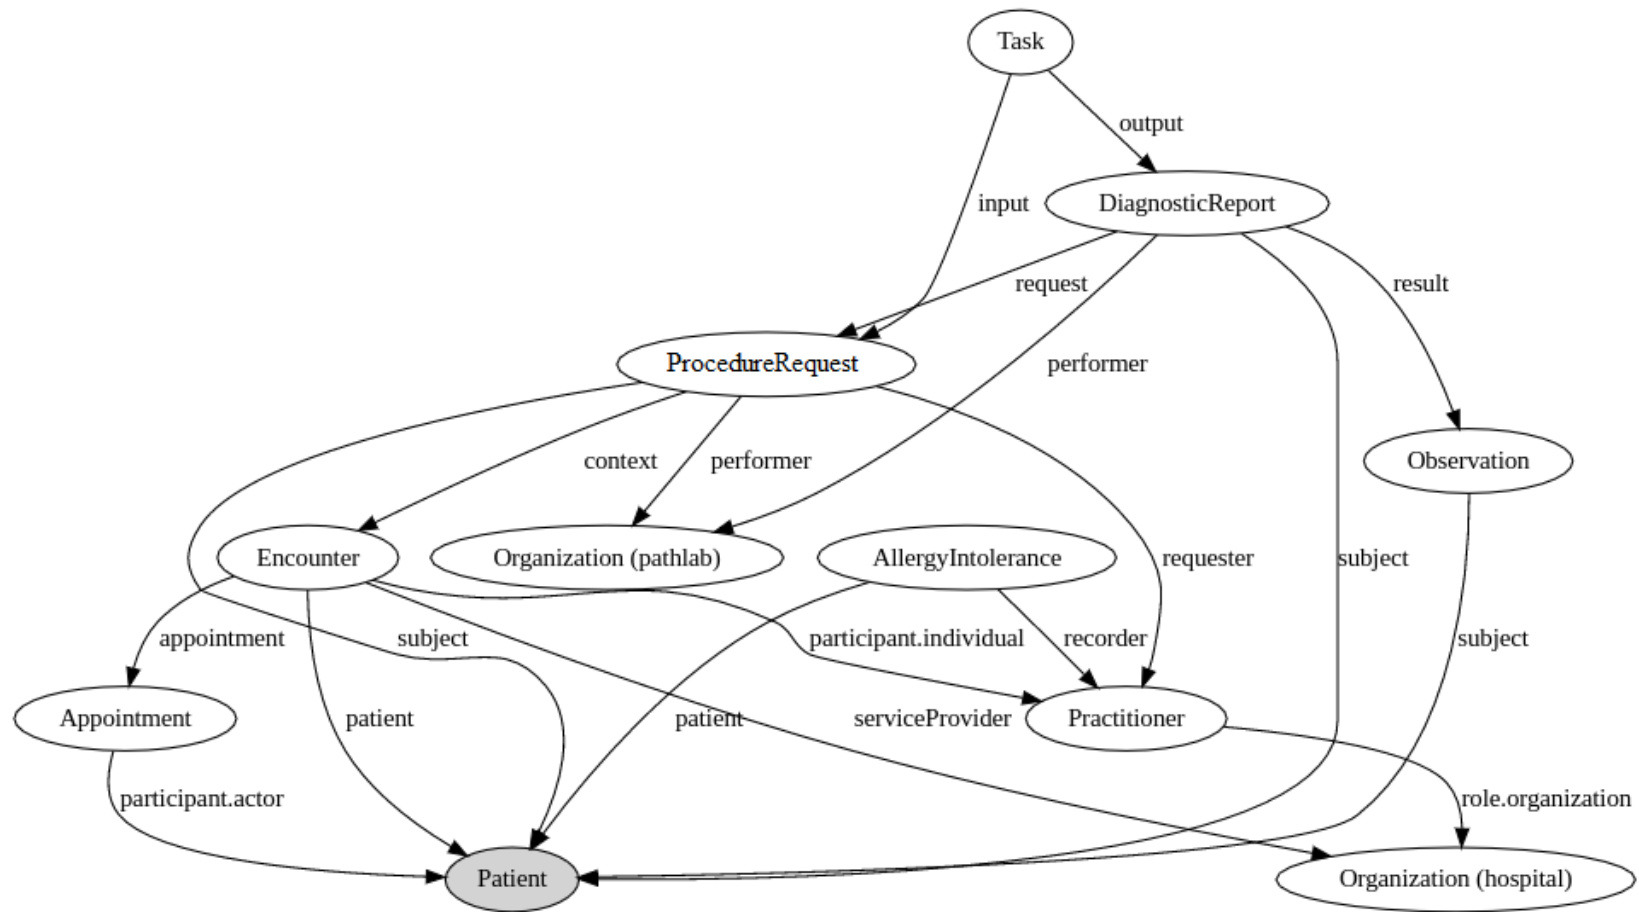 Task
output
input
DiagnosticReport
request
result
ProcedureRequest
performer
context
performer
Observation
Encounter
Organization (pathlab)
AllergyIntolerance
requester
subject
appointment
subject
participant.individual
recorder
subject
Appointment
patient
patient
serviceProvider
Practitioner
participant.actor
role.organization
Patient
Organization (hospital)